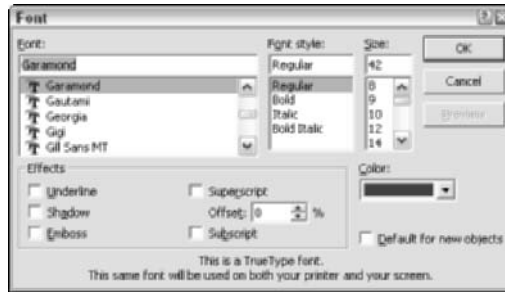 Font
Font:
Font style:
Size:
OK
Garamond
Regular
42
Garamond
Gautami
Georgia
Gigi
Gill Sans MT
Regular
Bold
Italic
Bold Italic
8
9
10
12
14
Cancel
Preview
Effects
Underline
Shadow
Emboss
Superscript
Offset: 0 %
Subscript
Color:
Default for new objects
This is a TrueType font.
This same font will be used on both your printer and your screen.